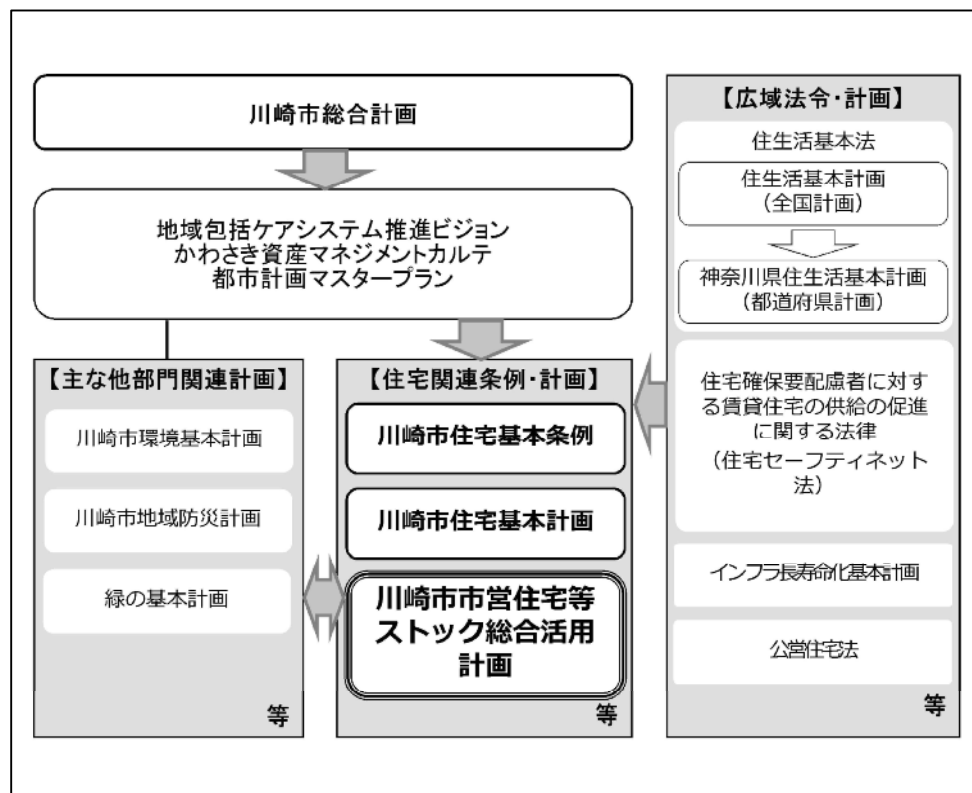 川崎市総合計画
地域包括ケアシステム推進ビジョン
かわさき資産マネジメントカルテ
都市計画マスタープラン
【主な他部門関連計画】
川崎市環境基本計画
川崎市地域防災計画
緑の基本計画
等
【住宅関連条例・計画】
川崎市住宅基本条例
川崎市住宅基本計画
川崎市市営住宅等
ストック総合活用
計画
等
【広域法令・計画】
住生活基本法
住生活基本計画
（全国計画）
神奈川県住生活基本計画
（都道府県計画）
住宅確保要配慮者に対す
る賃貸住宅の供給の促進
に関する法律
（住宅セーフティネット
法）
インフラ長寿命化基本計画
公営住宅法
等